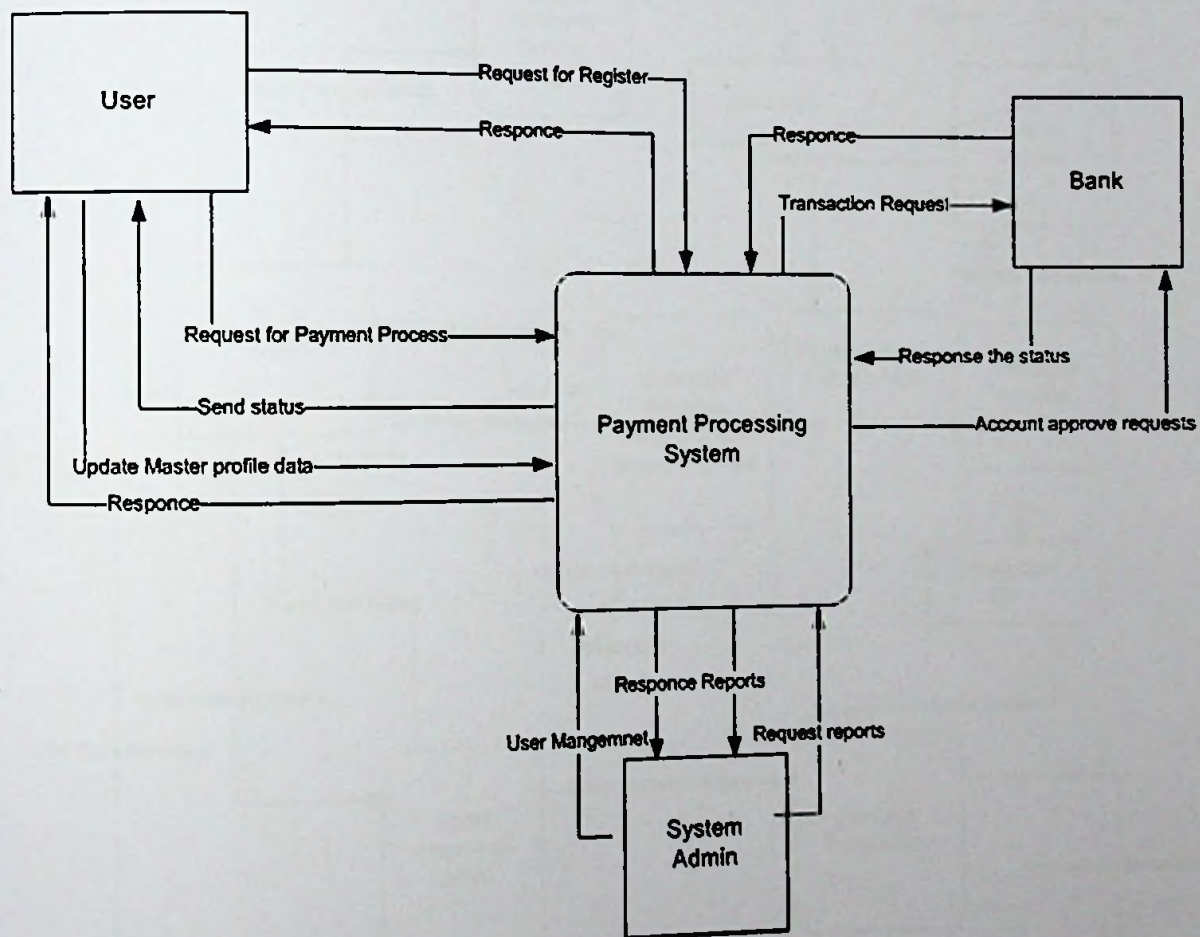 User
Request for Register
Responce
Responce
Bank
Transaction Request
Request for Payment Process
Response the status
Send status
Payment Processing
System
Account approve requests
Update Master profile data
Responce
Responce Reports
User Mangemnet
Request reports
System
Admin